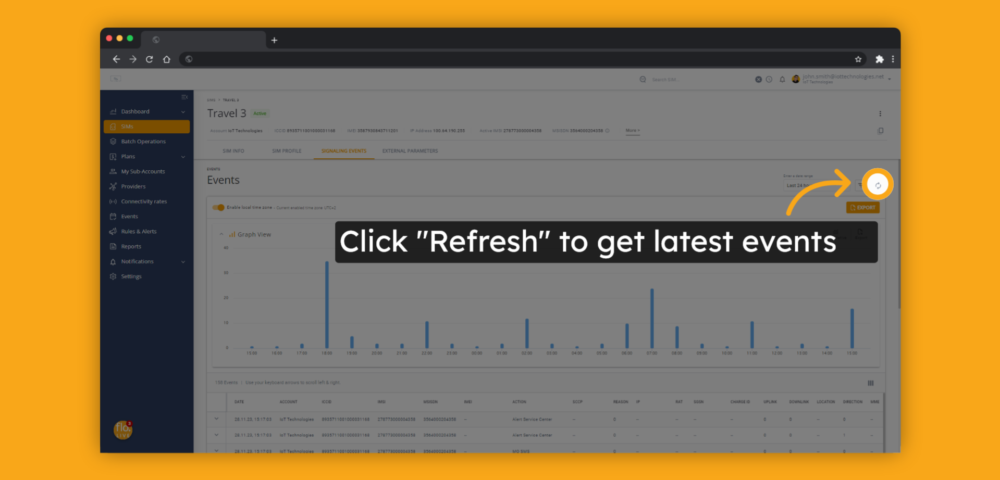 Search SIM...
john.smith@iottechnologies.net
IoT Technologies
Dashboard
SIMs
Batch Operations
Plans
My Sub-Accounts
Providers
Connectivity rates
Events
Rules & Alerts
Reports
Notifications
Settings
flo.
LIVE
3
SIMS > TRAVEL 3
Travel 3 Active
Account IoT Technologies ICCID 8935711001000031168 IMEI 3587930843711201 IP Address 100.64.190.255 Active IMSI 278773000004358 MSISDN 3564000204358 More >
SIM INFO SIM PROFILE SIGNALING EVENTS EXTERNAL PARAMETERS
EVENTS
Events
Enter a date range
Last 24 ho
Enable local time zone - Current enabled time zone UTC+2
EXPORT
Graph View
Click "Refresh" to get latest events
40
30
20
10
0
15:00 16:00 17:00 18:00 19:00 20:00 21:00 22:00 23:00 00:00 01:00 02:00 03:00 04:00 05:00 06:00 07:00 08:00 09:00 10:00 11:00 12:00 13:00 14:00 15:00
158 Events | Use your keyboard arrows to scroll left & right.
DATE ACCOUNT ICCID IMSI MSISDN IMEI ACTION SCCP REASON IP RAT SGSN CHARGE ID UPLINK DOWNLINK LOCATION DIRECTION MME
28.11.23, 15:17:03 IoT Technologies 8935711001000031168 278773000004358 3564000204358 – Alert Service Center – 0 – – – – 0 0 – 0 –
28.11.23, 15:17:03 IoT Technologies 8935711001000031168 278773000004358 3564000204358 – Alert Service Center – 0 – – – – 0 0 – 1 –
28.11.23, 15:17:03 IoT Technologies 8935711001000031168 278773000004358 3564000204358 – MO SMS – 0 – – – – 0 0 – 0 –